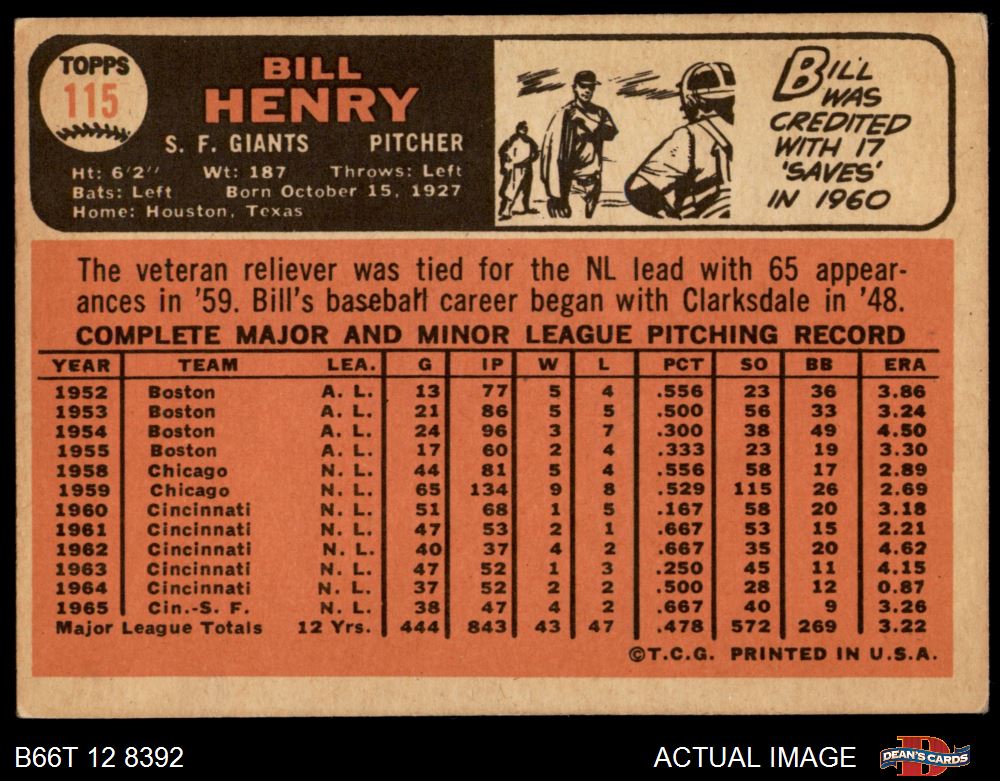 TOPPS
115
BILL
HENRY
S. F. GIANTS PITCHER
Ht: 6'2" Wt: 187 Throws: Left
Bats: Left Born October 15, 1927
Home: Houston, Texas
BILL
WAS
CREDITED
WITH 17
'SAVES'
IN 1960
The veteran reliever was tied for the NL lead with 65 appear-
ances in '59. Bill's baseball career began with Clarksdale in '48.
COMPLETE MAJOR AND MINOR LEAGUE PITCHING RECORD
YEAR TEAM LEA. G IP W L PCT SO BB ERA
1952 Boston A. L. 13 77 5 4 .556 23 36 3.86
1953 Boston A. L. 21 86 5 5 .500 56 33 3.24
1954 Boston A. L. 24 96 3 7 .300 38 49 4.50
1955 Boston A. L. 17 60 2 4 .333 23 19 3.30
1958 Chicago N. L. 44 81 5 4 .556 58 17 2.89
1959 Chicago N. L. 65 134 9 8 .529 115 26 2.69
1960 Cincinnati N. L. 51 68 1 5 .167 58 20 3.18
1961 Cincinnati N. L. 47 53 2 1 .667 53 15 2.21
1962 Cincinnati N. L. 40 37 4 2 .667 35 20 4.62
1963 Cincinnati N. L. 47 52 1 3 .250 45 11 4.15
1964 Cincinnati N. L. 37 52 2 2 .500 28 12 0.87
1965 Cin.-S. F. N. L. 38 47 4 2 .667 40 9 3.26
Major League Totals 12 Yrs. 444 843 43 47 .478 572 269 3.22
©T.C.G. PRINTED IN U.S.A.
B66T 12 8392 ACTUAL IMAGE DEAN'S CARDS